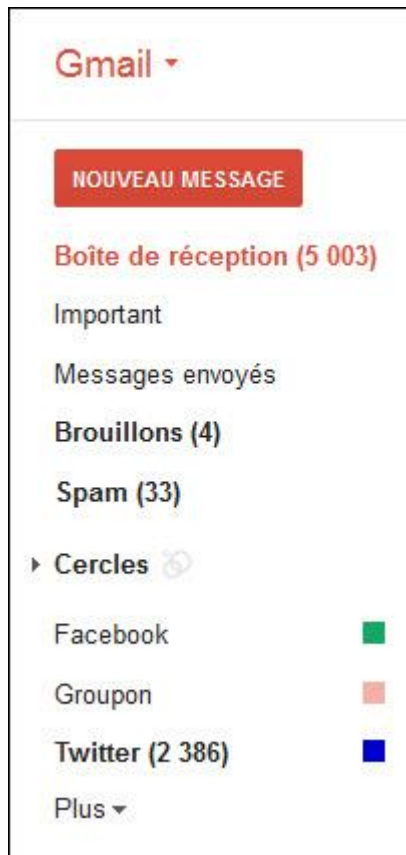 Gmail
NOUVEAU MESSAGE
Boîte de réception (5 003)
Important
Messages envoyés
Brouillons (4)
Spam (33)
Cercles
Facebook
Groupon
Twitter (2 386)
Plus